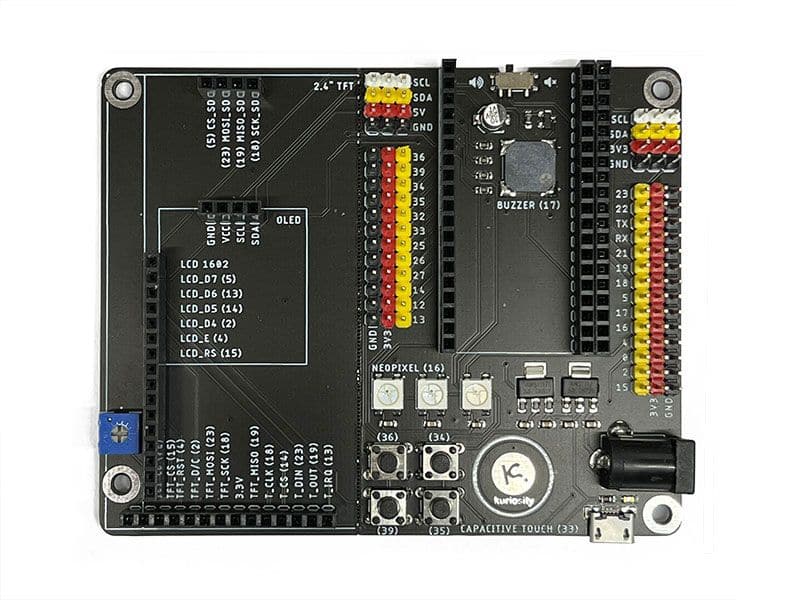 2.4" TFT
(5) CS_SD
(23) MOSI_SD
(19) MISO_SD
(18) SCK_SD
SCL
SDA
5V
GND
36
39
34
35
32
33
25
26
27
14
12
13
GND
3V3
BUZZER (17)
SCL
SDA
3V3
GND
23
22
TX
RX
21
19
18
5
17
16
4
0
2
15
3V3
GND
OLED
GND
VCC
SCL
SDA
LCD 1602
LCD_D7 (5)
LCD_D6 (13)
LCD_D5 (14)
LCD_D4 (2)
LCD_E (4)
LCD_RS (15)
NEOPIXEL (16)
(36)
(34)
(39)
(35)
K.
kuriosity
CAPACITIVE TOUCH (33)
TFT_CS (15)
TFT_RST (4)
TFT_D/C (2)
TFT_MOSI (23)
TFT_SCK (18)
3.3V
TFT_MISO (19)
T_CLK (18)
T_CS (14)
T_DIN (23)
T_OUT (19)
T_IRQ (13)